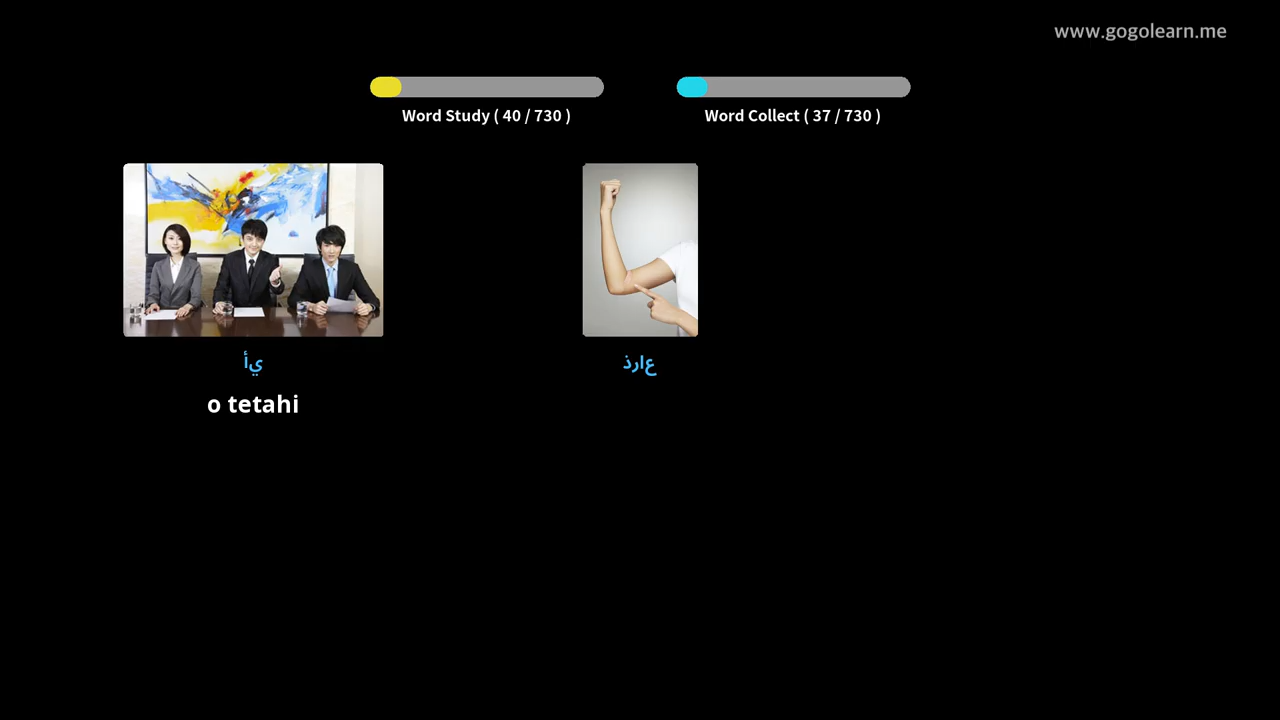 www.gogolearn.me
Word Study ( 40 / 730 )
Word Collect ( 37 / 730 )
أي
ذراع
o tetahi